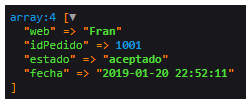 array:4 [▼
"web" => "Fran"
"idPedido" => 1001
"estado" => "aceptado"
"fecha" => "2019-01-20 22:52:11"
]